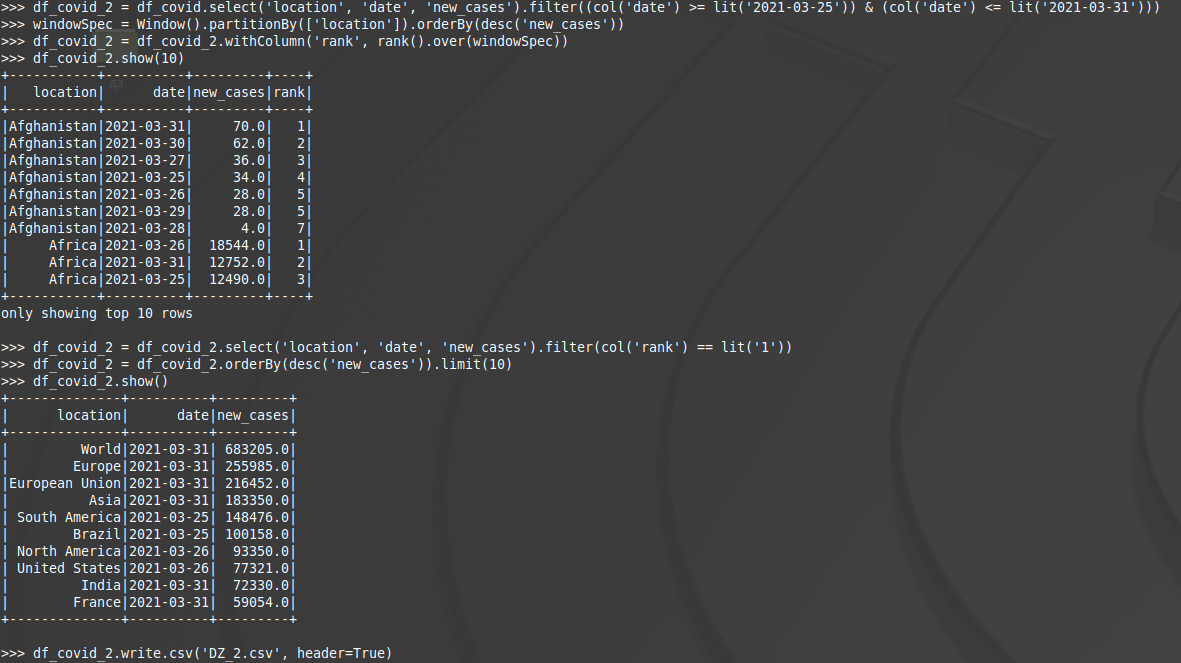 >>> df_covid_2 = df_covid.select('location', 'date', 'new_cases').filter((col('date') >= lit('2021-03-25')) & (col('date') <= lit('2021-03-31')))
>>> windowSpec = Window().partitionBy(['location']).orderBy(desc('new_cases'))
>>> df_covid_2 = df_covid_2.withColumn('rank', rank().over(windowSpec))
>>> df_covid_2.show(10)
+-----------+----------+---------+----+
|   location|      date|new_cases|rank|
+-----------+----------+---------+----+
|Afghanistan|2021-03-31|     70.0|   1|
|Afghanistan|2021-03-30|     62.0|   2|
|Afghanistan|2021-03-27|     36.0|   3|
|Afghanistan|2021-03-25|     34.0|   4|
|Afghanistan|2021-03-26|     28.0|   5|
|Afghanistan|2021-03-29|     28.0|   5|
|Afghanistan|2021-03-28|      4.0|   7|
|     Africa|2021-03-26|  18544.0|   1|
|     Africa|2021-03-31|  12752.0|   2|
|     Africa|2021-03-25|  12490.0|   3|
+-----------+----------+---------+----+
only showing top 10 rows

>>> df_covid_2 = df_covid_2.select('location', 'date', 'new_cases').filter(col('rank') == lit('1'))
>>> df_covid_2 = df_covid_2.orderBy(desc('new_cases')).limit(10)
>>> df_covid_2.show()
+--------------+----------+---------+
|      location|      date|new_cases|
+--------------+----------+---------+
|         World|2021-03-31| 683205.0|
|        Europe|2021-03-31| 255985.0|
|European Union|2021-03-31| 216452.0|
|          Asia|2021-03-31| 183350.0|
| South America|2021-03-25| 148476.0|
|        Brazil|2021-03-25| 100158.0|
| North America|2021-03-26|  93350.0|
| United States|2021-03-26|  77321.0|
|         India|2021-03-31|  72330.0|
|        France|2021-03-31|  59054.0|
+--------------+----------+---------+

>>> df_covid_2.write.csv('DZ_2.csv', header=True)